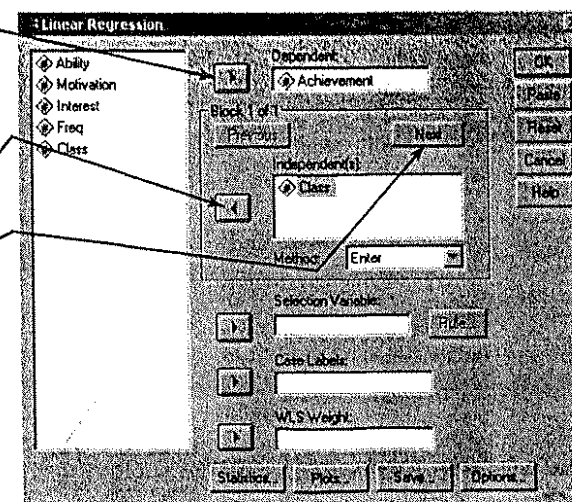 Linear Regression
Ability
Motivation
Interest
Freq
Class
Dependent:
Achievement
Block 1 of 1
Previous
Next
Independent(s):
Class
Method:
Enter
Selection Variable:
Rule...
Case Labels:
WLS Weight:
Statistics...
Plots...
Save...
Options...
OK
Paste
Reset
Cancel
Help